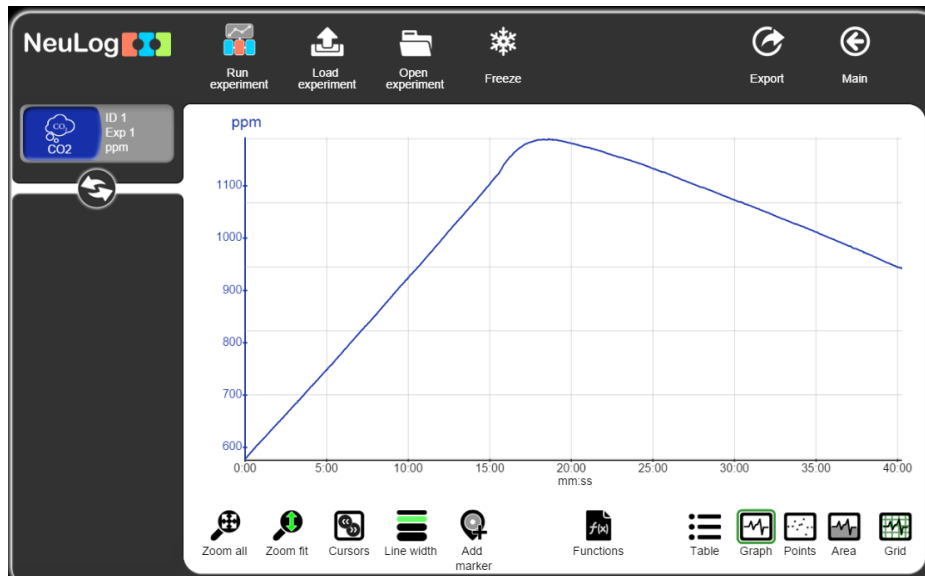 NeuLog
Run
experiment
Load
experiment
Open
experiment
Freeze
Export
Main
CO2
CO2
ID 1
Exp 1
ppm
ppm
1100
1000
900
800
700
600
0:00 5:00 10:00 15:00 20:00 25:00 30:00 35:00 40:00
mm:ss
Zoom all
Zoom fit
Cursors
Line width
Add
marker
f(x)
Functions
Table
Graph
Points
Area
Grid